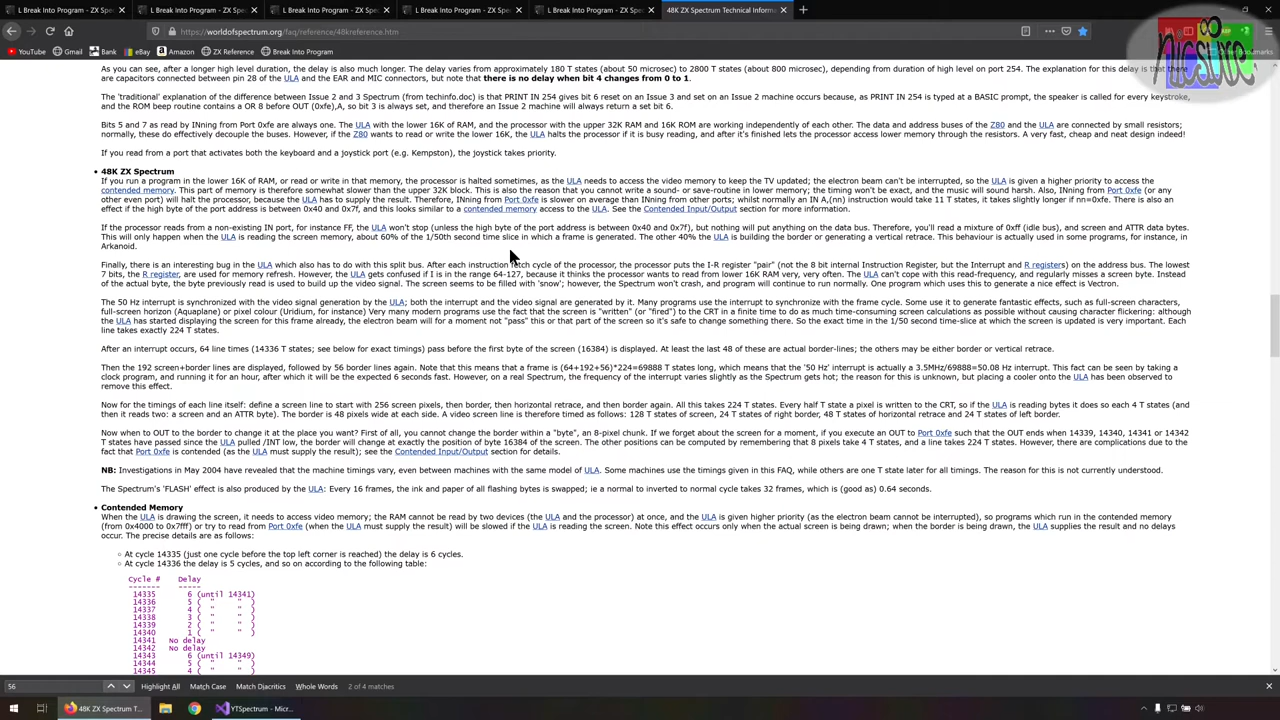 L Break Into Program - ZX Spe
L Break Into Program - ZX Spe
L Break Into Program - ZX Spe
L Break Into Program - ZX Spe
L Break Into Program - ZX Spe
48K ZX Spectrum Technical Informa
https://worldofspectrum.org/faq/reference/48kreference.htm
YouTube Gmail Bank eBay Amazon ZX Reference Break Into Program
Other Bookmarks
nicsive
As you can see, after a longer high level duration, the delay is also much longer. The delay varies from approximately 180 T states (about 50 microsec) to 2800 T states (about 800 microsec), depending from duration of high level on port 254. The explanation for this delay is that there
are capacitors connected between pin 28 of the ULA and the EAR and MIC connectors, but note that there is no delay when bit 4 changes from 0 to 1.
The 'traditional' explanation of the difference between Issue 2 and 3 Spectrum (from techinfo.doc) is that PRINT IN 254 gives bit 6 reset on an Issue 3 and set on an Issue 2 machine occurs because, as PRINT IN 254 is typed at a BASIC prompt, the speaker is called for every keystroke,
and the ROM beep routine contains a OR 8 before OUT (0xfe),A, so bit 3 is always set, and therefore an Issue 2 machine will always return a set bit 6.
Bits 5 and 7 as read by INning from Port 0xfe are always one. The ULA with the lower 16K of RAM, and the processor with the upper 32K RAM and 16K ROM are working independently of each other. The data and address buses of the Z80 and the ULA are connected by small resistors;
normally, these do effectively decouple the buses. However, if the Z80 wants to read or write the lower 16K, the ULA halts the processor if it is busy reading, and after it's finished lets the processor access lower memory through the resistors. A very fast, cheap and neat design indeed!
If you read from a port that activates both the keyboard and a joystick port (e.g. Kempston), the joystick takes priority.
• 48K ZX Spectrum
If you run a program in the lower 16K of RAM, or read or write in that memory, the processor is halted sometimes, as the ULA needs to access the video memory to keep the TV updated; the electron beam can't be interrupted, so the ULA is given a higher priority to access the
contended memory. This part of memory is therefore somewhat slower than the upper 32K block. This is also the reason that you cannot write a sound- or save-routine in lower memory; the timing won't be exact, and the music will sound harsh. Also, INning from Port 0xfe (or any
other even port) will halt the processor, because the ULA has to supply the result. Therefore, INning from Port 0xfe is slower on average than INning from other ports; whilst normally an IN A,(nn) instruction would take 11 T states, it takes slightly longer if nn=0xfe. There is also an
effect if the high byte of the port address is between 0x40 and 0x7f, and this looks similar to a contended memory access to the ULA. See the Contended Input/Output section for more information.
If the processor reads from a non-existing IN port, for instance FF, the ULA won't stop (unless the high byte of the port address is between 0x40 and 0x7f), but nothing will put anything on the data bus. Therefore, you'll read a mixture of 0xff (idle bus), and screen and ATTR data bytes.
This will only happen when the ULA is reading the screen memory, about 60% of the 1/50th second time slice in which a frame is generated. The other 40% the ULA is building the border or generating a vertical retrace. This behaviour is actually used in some programs, for instance, in
Arkanoid.
Finally, there is an interesting bug in the ULA which also has to do with this split bus. After each instruction fetch cycle of the processor, the processor puts the I-R register "pair" (not the 8 bit internal Instruction Register, but the Interrupt and R registers) on the address bus. The lowest
7 bits, the R register, are used for memory refresh. However, the ULA gets confused if I is in the range 64-127, because it thinks the processor wants to read from lower 16K RAM very, very often. The ULA can't cope with this read-frequency, and regularly misses a screen byte. Instead
of the actual byte, the byte previously read is used to build up the video signal. The screen seems to be filled with 'snow'; however, the Spectrum won't crash, and program will continue to run normally. One program which uses this to generate a nice effect is Vectron.
The 50 Hz interrupt is synchronized with the video signal generation by the ULA; both the interrupt and the video signal are generated by it. Many programs use the interrupt to synchronize with the frame cycle. Some use it to generate fantastic effects, such as full-screen characters,
full-screen horizon (Aquaplane) or pixel colour (Uridium, for instance) Very many modern programs use the fact that the screen is "written" (or "fired") to the CRT in a finite time to do as much time-consuming screen calculations as possible without causing character flickering: although
the ULA has started displaying the screen for this frame already, the electron beam will for a moment not "pass" this or that part of the screen so it's safe to change something there. So the exact time in the 1/50 second time-slice at which the screen is updated is very important. Each
line takes exactly 224 T states.
After an interrupt occurs, 64 line times (14336 T states; see below for exact timings) pass before the first byte of the screen (16384) is displayed. At least the last 48 of these are actual border-lines; the others may be either border or vertical retrace.
Then the 192 screen+border lines are displayed, followed by 56 border lines again. Note that this means that a frame is (64+192+56)*224=69888 T states long, which means that the '50 Hz' interrupt is actually a 3.5MHz/69888=50.08 Hz interrupt. This fact can be seen by taking a
clock program, and running it for an hour, after which it will be the expected 6 seconds fast. However, on a real Spectrum, the frequency of the interrupt varies slightly as the Spectrum gets hot; the reason for this is unknown, but placing a cooler onto the ULA has been observed to
remove this effect.
Now for the timings of each line itself: define a screen line to start with 256 screen pixels, then border, then horizontal retrace, and then border again. All this takes 224 T states. Every half T state a pixel is written to the CRT, so if the ULA is reading bytes it does so each 4 T states (and
then it reads two: a screen and an ATTR byte). The border is 48 pixels wide at each side. A video screen line is therefore timed as follows: 128 T states of screen, 24 T states of right border, 48 T states of horizontal retrace and 24 T states of left border.
Now when to OUT to the border to change it at the place you want? First of all, you cannot change the border within a "byte", an 8-pixel chunk. If we forget about the screen for a moment, if you execute an OUT to Port 0xfe such that the OUT ends when 14339, 14340, 14341 or 14342
T states have passed since the ULA pulled /INT low, the border will change at exactly the position of byte 16384 of the screen. The other positions can be computed by remembering that 8 pixels take 4 T states, and a line takes 224 T states. However, there are complications due to the
fact that Port 0xfe is contended (as the ULA must supply the result); see the Contended Input/Output section for details.
NB: Investigations in May 2004 have revealed that the machine timings vary, even between machines with the same model of ULA. Some machines use the timings given in this FAQ, while others are one T state later for all timings. The reason for this is not currently understood.
The Spectrum's 'FLASH' effect is also produced by the ULA: Every 16 frames, the ink and paper of all flashing bytes is swapped; ie a normal to inverted to normal cycle takes 32 frames, which is (good as) 0.64 seconds.
• Contended Memory
When the ULA is drawing the screen, it needs to access video memory; the RAM cannot be read by two devices (the ULA and the processor) at once, and the ULA is given higher priority (as the electron beam cannot be interrupted), so programs which run in the contended memory
(from 0x4000 to 0x7fff) or try to read from Port 0xfe (when the ULA must supply the result) will be slowed if the ULA is reading the screen. Note this effect occurs only when the actual screen is being drawn; when the border is being drawn, the ULA supplies the result and no delays
occur. The precise details are as follows:
○ At cycle 14335 (just one cycle before the top left corner is reached) the delay is 6 cycles.
○ At cycle 14336 the delay is 5 cycles, and so on according to the following table:
Cycle # Delay
------- -----
14335 6 (until 14341)
14336 5 ( " " )
14337 4 ( " " )
14338 3 ( " " )
14339 2 ( " " )
14340 1 ( " " )
14341 No delay
14342 No delay
14343 6 (until 14349)
14344 5 ( " " )
14345 4 ( " " )
56 Highlight All Match Case Match Diacritics Whole Words 2 of 4 matches
48K ZX Spectrum T... YTSpectrum - Micr...